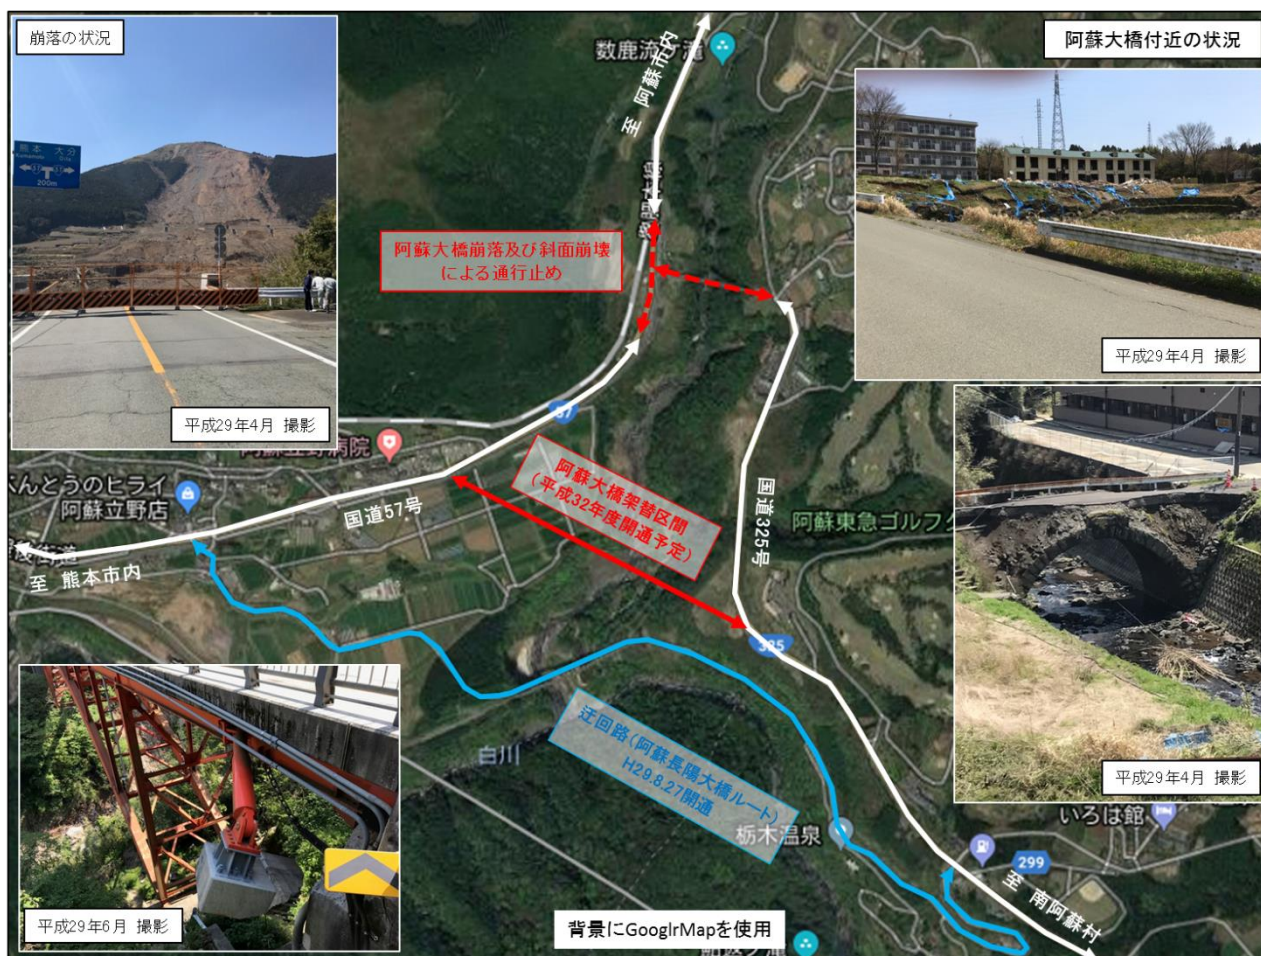 崩落の状況
熊本 大分
Kumamoto Oita
57 57
200m
平成29年4月 撮影
数鹿流ヶ滝
至 阿蘇市内
阿蘇大橋付近の状況
平成29年4月 撮影
阿蘇大橋崩落及び斜面崩壊
による通行止め
57
阿蘇立野病院
べんとうのヒライ
阿蘇立野店
国道57号
至 熊本市内
阿蘇大橋架替区間
(平成32年度開通予定)
国道325号
阿蘇東急ゴルフク
325
平成29年4月 撮影
白川
迂回路(阿蘇長陽大橋ルート)
H29.8.27開通
栃木温泉
いろは館
299
至 南阿蘇村
平成29年6月 撮影
背景にGooglrMapを使用